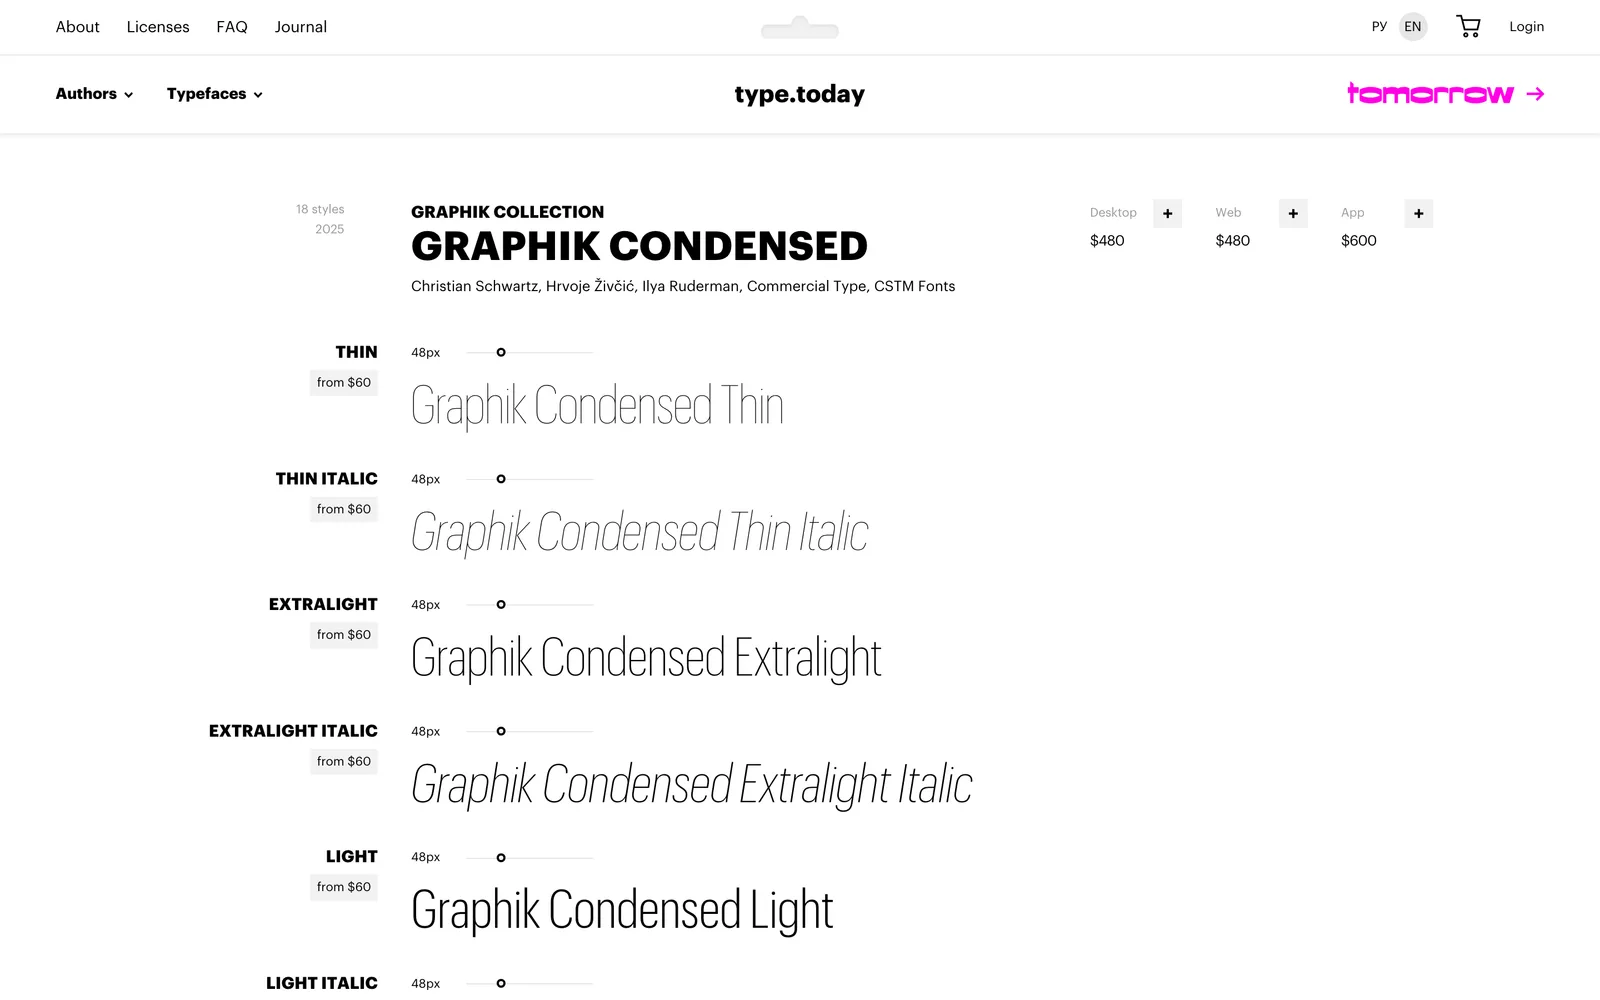 About Licenses FAQ Journal РУ EN Login
Authors Typefaces type.today tomorrow →
18 styles
2025
GRAPHIK COLLECTION
GRAPHIK CONDENSED
Christian Schwartz, Hrvoje Živčić, Ilya Ruderman, Commercial Type, CSTM Fonts
Desktop + Web + App +
$480 $480 $600
THIN 48px
from $60
Graphik Condensed Thin
THIN ITALIC 48px
from $60
Graphik Condensed Thin Italic
EXTRALIGHT 48px
from $60
Graphik Condensed Extralight
EXTRALIGHT ITALIC 48px
from $60
Graphik Condensed Extralight Italic
LIGHT 48px
from $60
Graphik Condensed Light
LIGHT ITALIC 48px